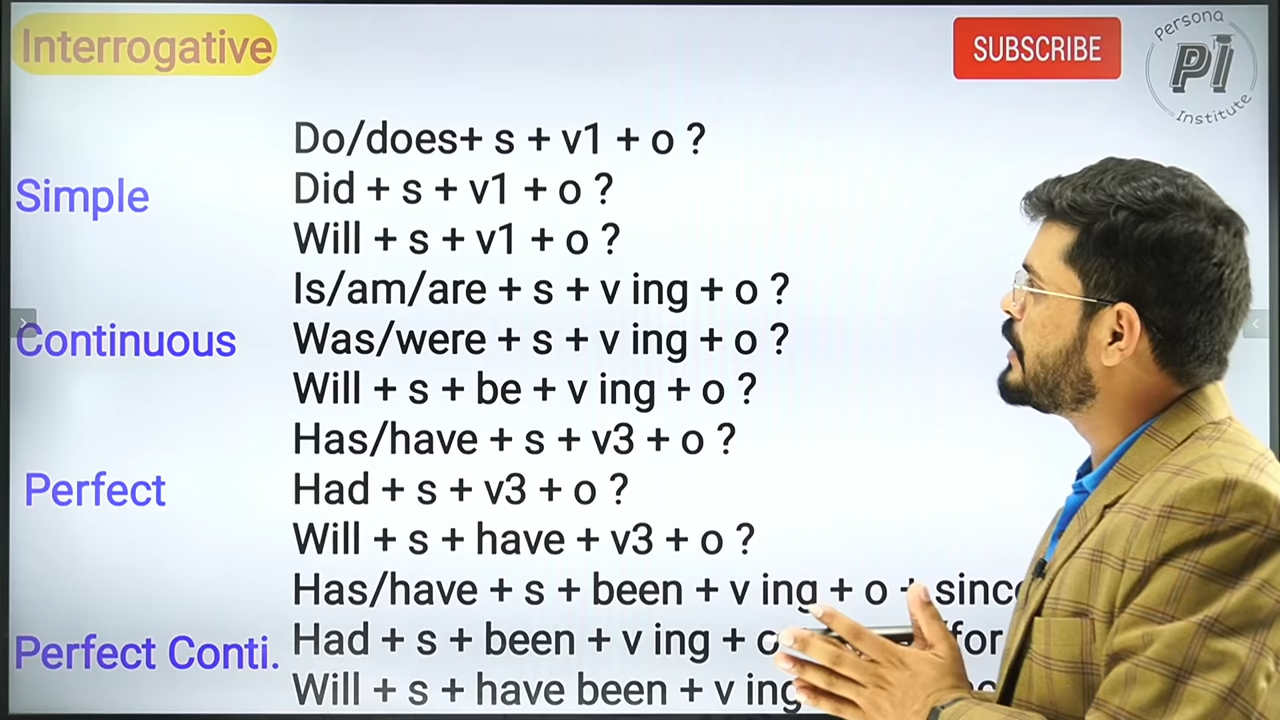 Interrogative
SUBSCRIBE
Persona
PI
Institute
Do/does+ s + v1 + o ?
Simple
Did + s + v1 + o ?
Will + s + v1 + o ?
Is/am/are + s + v ing + o ?
Continuous
Was/were + s + v ing + o ?
Will + s + be + v ing + o ?
Has/have + s + v3 + o ?
Perfect
Had + s + v3 + o ?
Will + s + have + v3 + o ?
Has/have + s + been + v ing + o +
Perfect Conti.
Had + s + been + v ing + /for
Will + s + have been + v ing